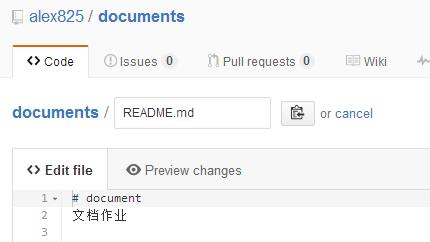 alex825 / documents
<> Code Issues 0 Pull requests 0 Wiki
documents / README.md or cancel
<> Edit file Preview changes
1 # document
2 文档作业
3